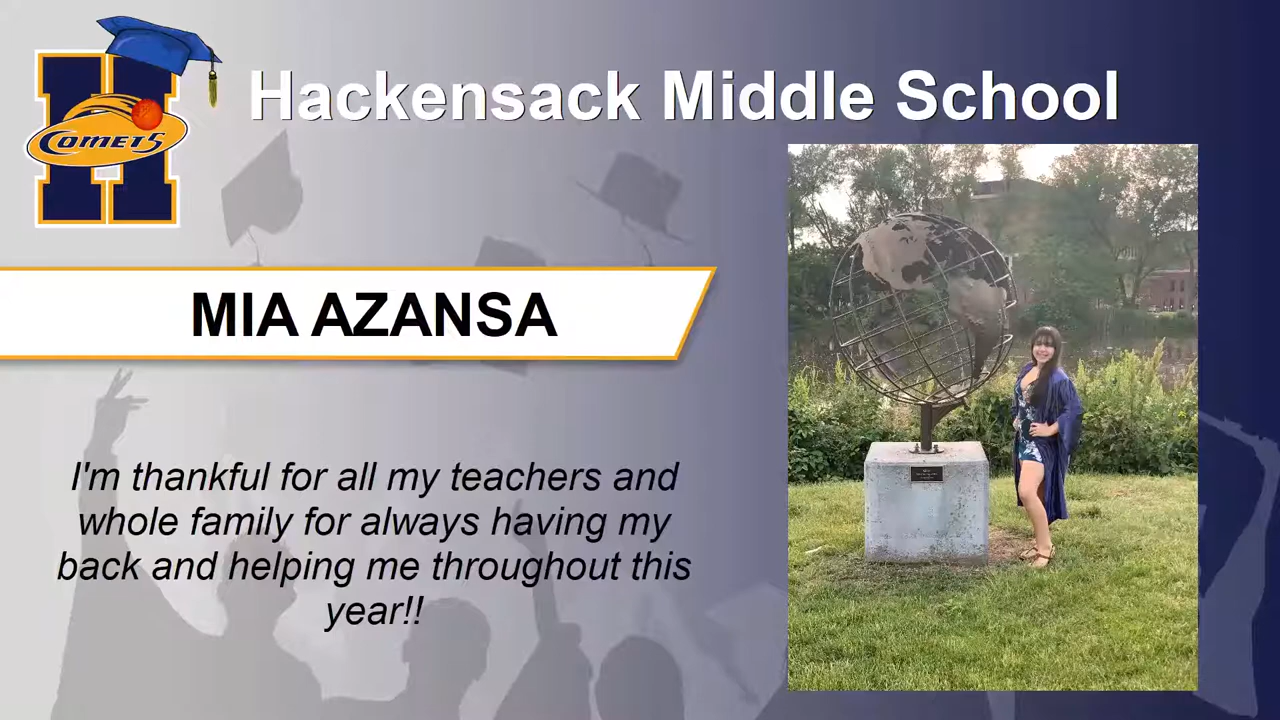 Hackensack Middle School
COMETS
MIA AZANSA
I'm thankful for all my teachers and
whole family for always having my
back and helping me throughout this
year!!